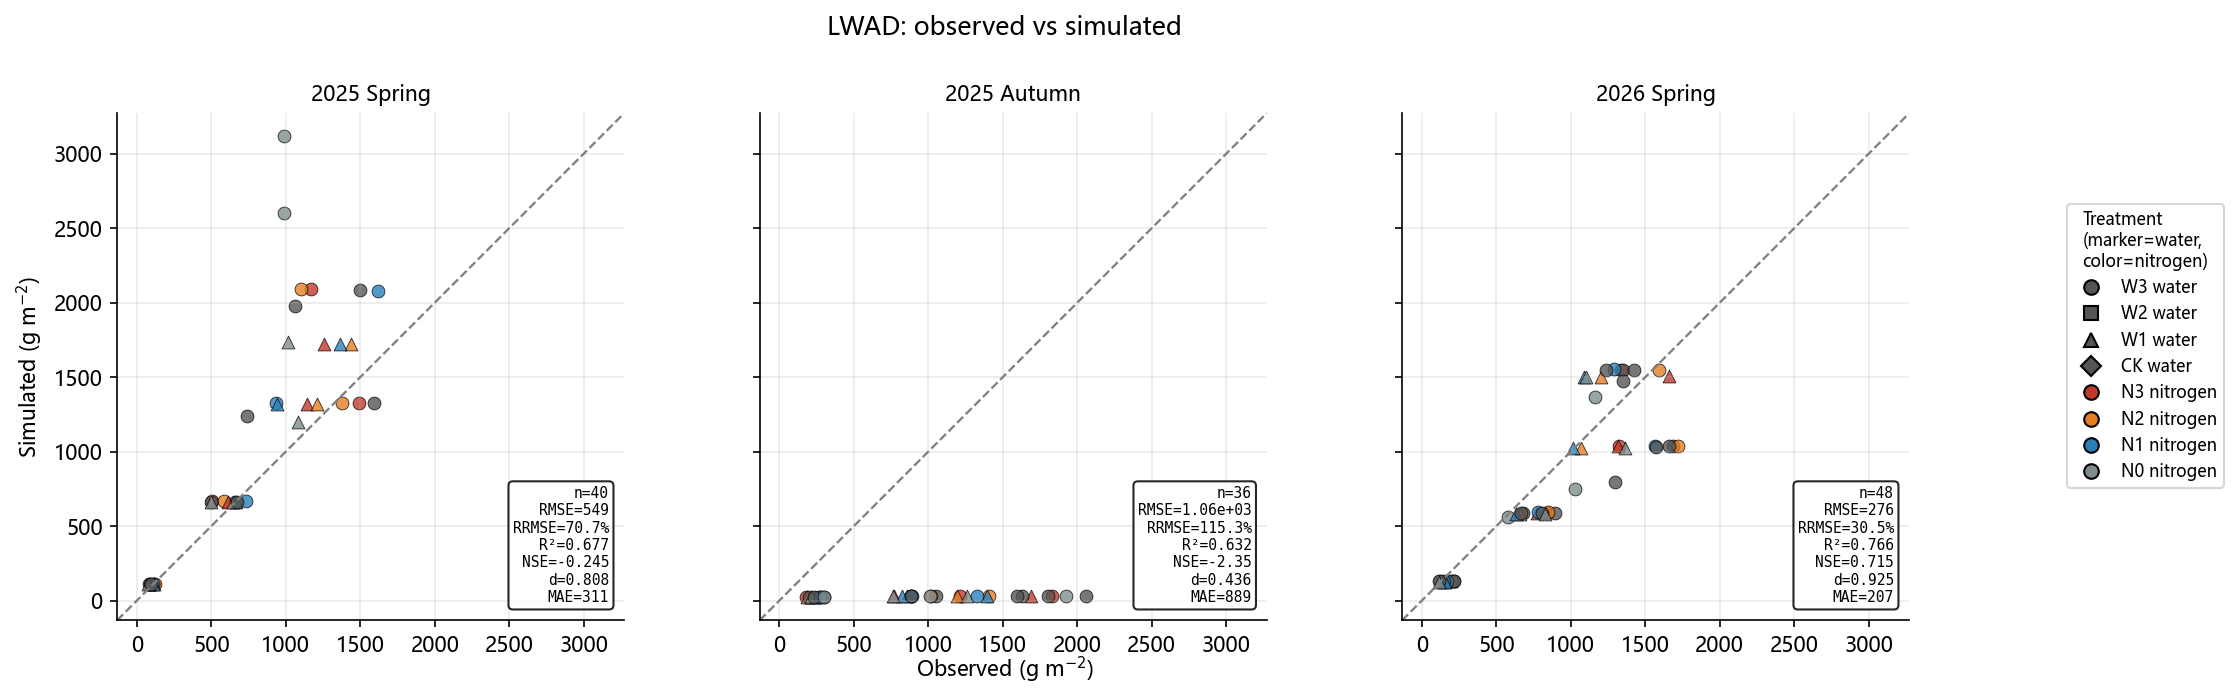 LWAD: observed vs simulated
2025 Spring
2025 Autumn
2026 Spring
Simulated (g m⁻²)
3000
2500
2000
1500
1000
500
0
0 500 1000 1500 2000 2500 3000
n=40
RMSE=549
RRMSE=70.7%
R²=0.677
NSE=-0.245
d=0.808
MAE=311
0 500 1000 1500 2000 2500 3000
n=36
RMSE=1.06e+03
RRMSE=115.3%
R²=0.632
NSE=-2.35
d=0.436
MAE=889
0 500 1000 1500 2000 2500 3000
n=48
RMSE=276
RRMSE=30.5%
R²=0.766
NSE=0.715
d=0.925
MAE=207
Observed (g m⁻²)
Treatment
(marker=water,
color=nitrogen)
W3 water
W2 water
W1 water
CK water
N3 nitrogen
N2 nitrogen
N1 nitrogen
N0 nitrogen